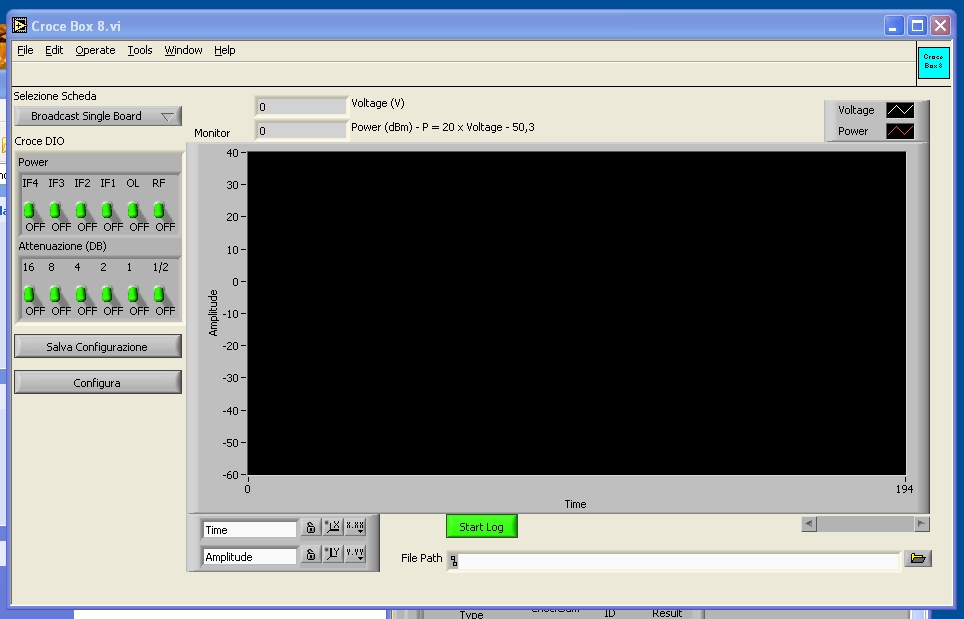 Croce Box 8.vi
File Edit Operate Tools Window Help
Croce
Box 8
Selezione Scheda
Broadcast Single Board
Croce DIO
Power
IF4 IF3 IF2 IF1 OL RF
OFF OFF OFF OFF OFF OFF
Attenuazione (DB)
16 8 4 2 1 1/2
OFF OFF OFF OFF OFF OFF
Salva Configurazione
Configura
0 Voltage (V)
0 Power (dBm) - P = 20 x Voltage - 50,3
Monitor
Voltage
Power
40
30
20
10
0
-10
-20
-30
-40
-50
-60
Amplitude
0 194
Time
Time X X.XX
Amplitude Y Y.YY
Start Log
File Path
Type ID Result